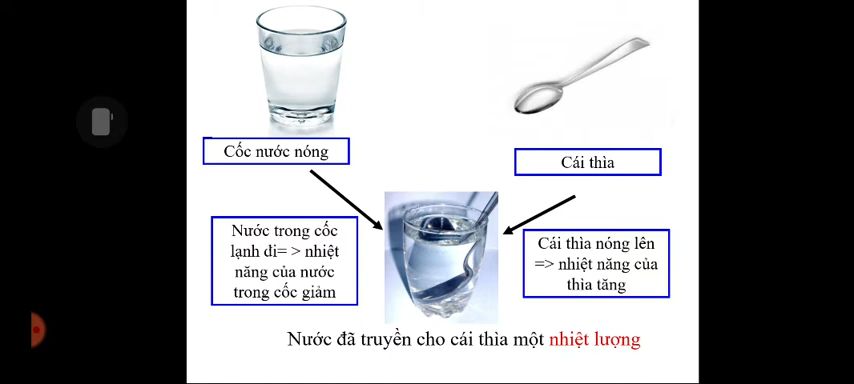 Cốc nước nóng
Cái thìa
Nước trong cốc
lạnh đi= > nhiệt
năng của nước
trong cốc giảm
Cái thìa nóng lên
=> nhiệt năng của
thìa tăng
Nước đã truyền cho cái thìa một nhiệt lượng